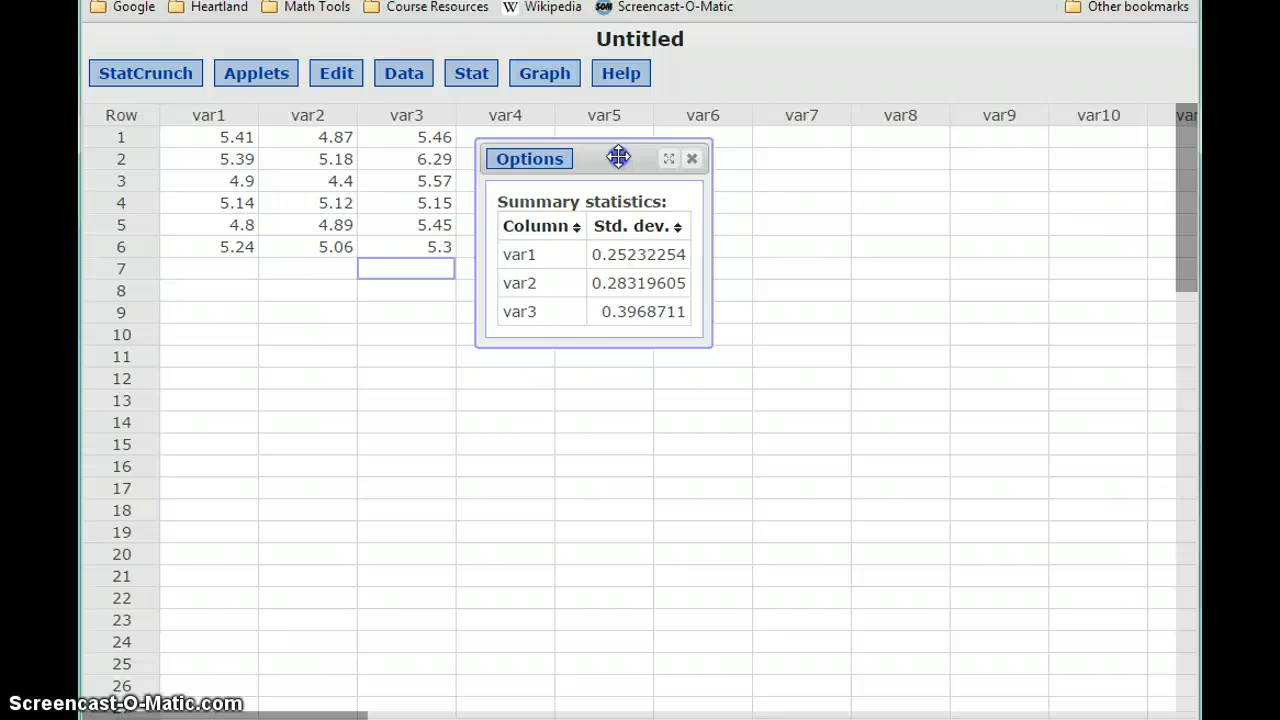 Google Heartland Math Tools Course Resources W Wikipedia SOM Screencast-O-Matic Other bookmarks
Untitled
StatCrunch Applets Edit Data Stat Graph Help
Row var1 var2 var3 var4 var5 var6 var7 var8 var9 var10 var
1 5.41 4.87 5.46
2 5.39 5.18 6.29
3 4.9 4.4 5.57
4 5.14 5.12 5.15
5 4.8 4.89 5.45
6 5.24 5.06 5.3
7
8
9
10
11
12
13
14
15
16
17
18
19
20
21
22
23
24
25
26
Options
Summary statistics:
Column Std. dev.
var1 0.25232254
var2 0.28319605
var3 0.3968711
Screencast-O-Matic.com